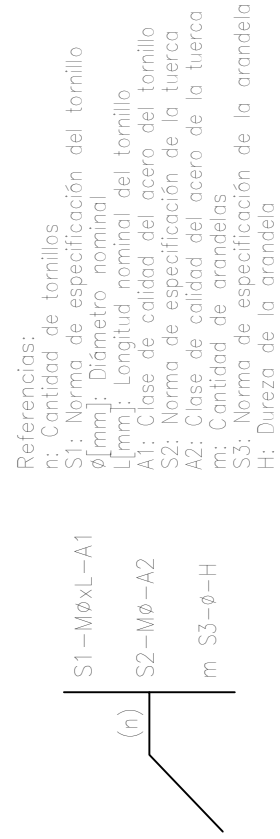 (n)
S1-MøxL-A1
S2-Mø-A2
m S3-ø-H
Referencias:
n: Cantidad de tornillos
S1: Norma de especificación del tornillo
ø[mm]: Diámetro nominal
L[mm]: Longitud nominal del tornillo
A1: Clase de calidad del acero del tornillo
S2: Norma de especificación de la tuerca
A2: Clase de calidad del acero de la tuerca
m: Cantidad de arandelas
S3: Norma de especificación de la arandela
H: Dureza de la arandela